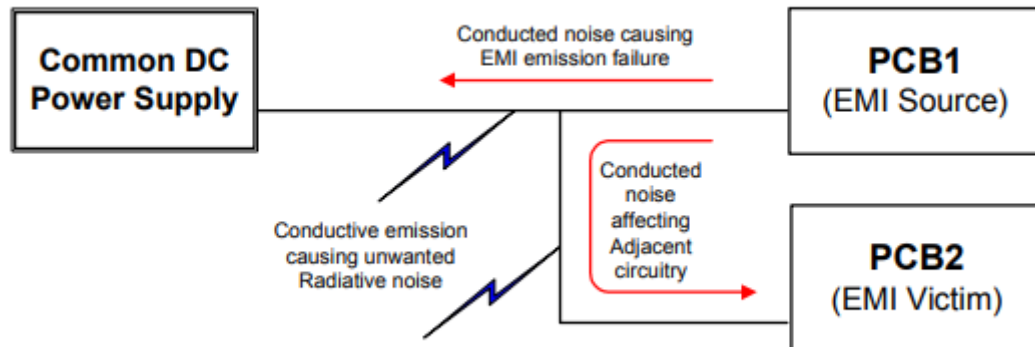 Common DC
Power Supply
Conducted noise causing
EMI emission failure
PCB1
(EMI Source)
Conducted
noise
affecting
Adjacent
circuitry
Conductive emission
causing unwanted
Radiative noise
PCB2
(EMI Victim)